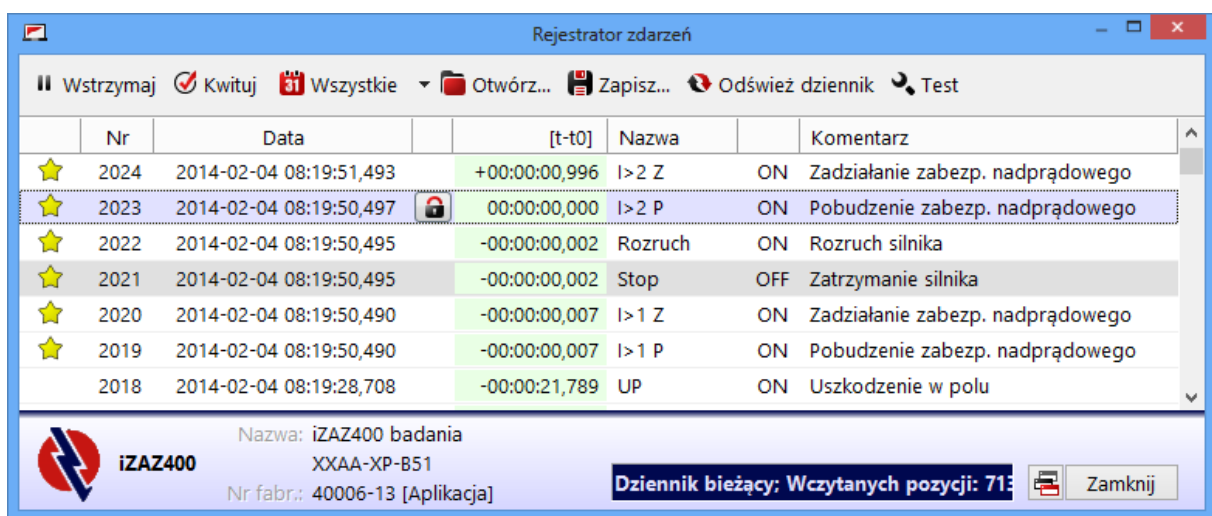 Rejestrator zdarzeń
Wstrzymaj Kwituj 31 Wszystkie Otwórz... Zapisz... Odśwież dziennik Test
Nr Data [t-t0] Nazwa Komentarz
2024 2014-02-04 08:19:51,493 +00:00:00,996 I>2 Z ON Zadziałanie zabezp. nadprądowego
2023 2014-02-04 08:19:50,497 00:00:00,000 I>2 P ON Pobudzenie zabezp. nadprądowego
2022 2014-02-04 08:19:50,495 -00:00:00,002 Rozruch ON Rozruch silnika
2021 2014-02-04 08:19:50,495 -00:00:00,002 Stop OFF Zatrzymanie silnika
2020 2014-02-04 08:19:50,490 -00:00:00,007 I>1 Z ON Zadziałanie zabezp. nadprądowego
2019 2014-02-04 08:19:50,490 -00:00:00,007 I>1 P ON Pobudzenie zabezp. nadprądowego
2018 2014-02-04 08:19:28,708 -00:00:21,789 UP ON Uszkodzenie w polu
Nazwa: iZAZ400 badania
iZAZ400 XXAA-XP-B51
Nr fabr.: 40006-13 [Aplikacja]
Dziennik bieżący; Wczytanych pozycji: 713 Zamknij